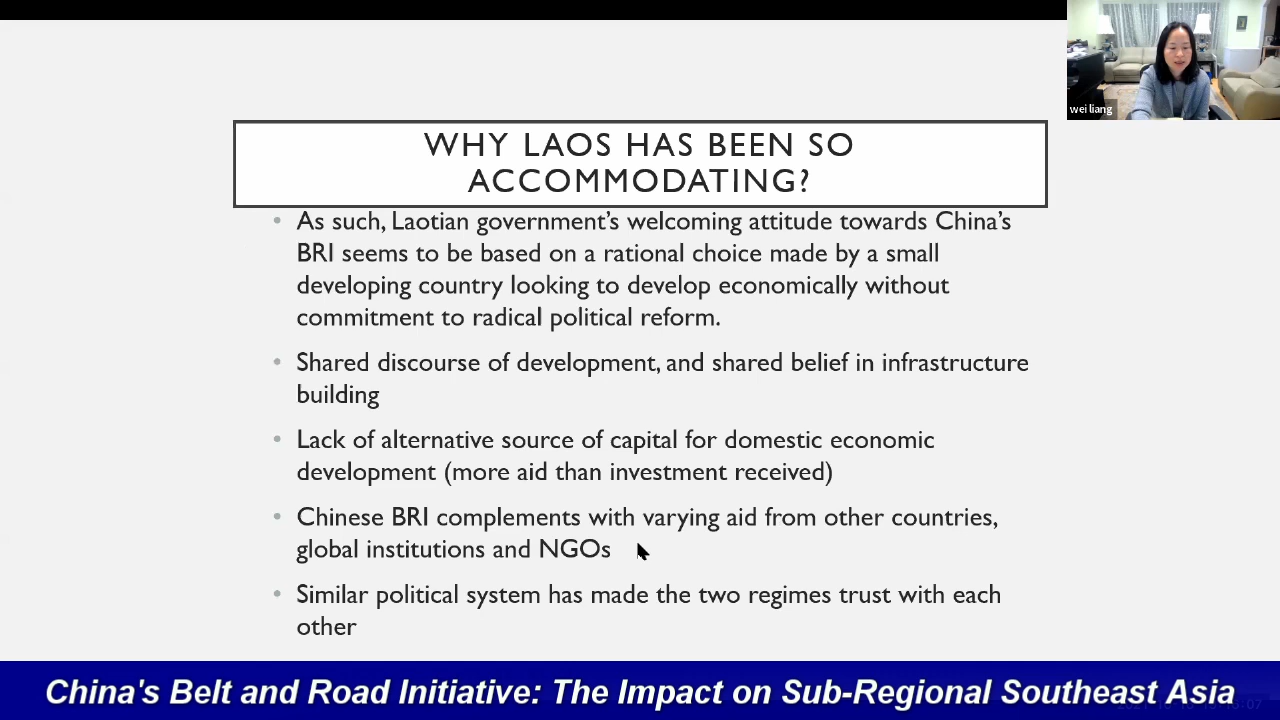 wei liang
WHY LAOS HAS BEEN SO
ACCOMMODATING?
• As such, Laotian government’s welcoming attitude towards China’s
BRI seems to be based on a rational choice made by a small
developing country looking to develop economically without
commitment to radical political reform.
• Shared discourse of development, and shared belief in infrastructure
building
• Lack of alternative source of capital for domestic economic
development (more aid than investment received)
• Chinese BRI complements with varying aid from other countries,
global institutions and NGOs
• Similar political system has made the two regimes trust with each
other
China's Belt and Road Initiative: The Impact on Sub-Regional Southeast Asia